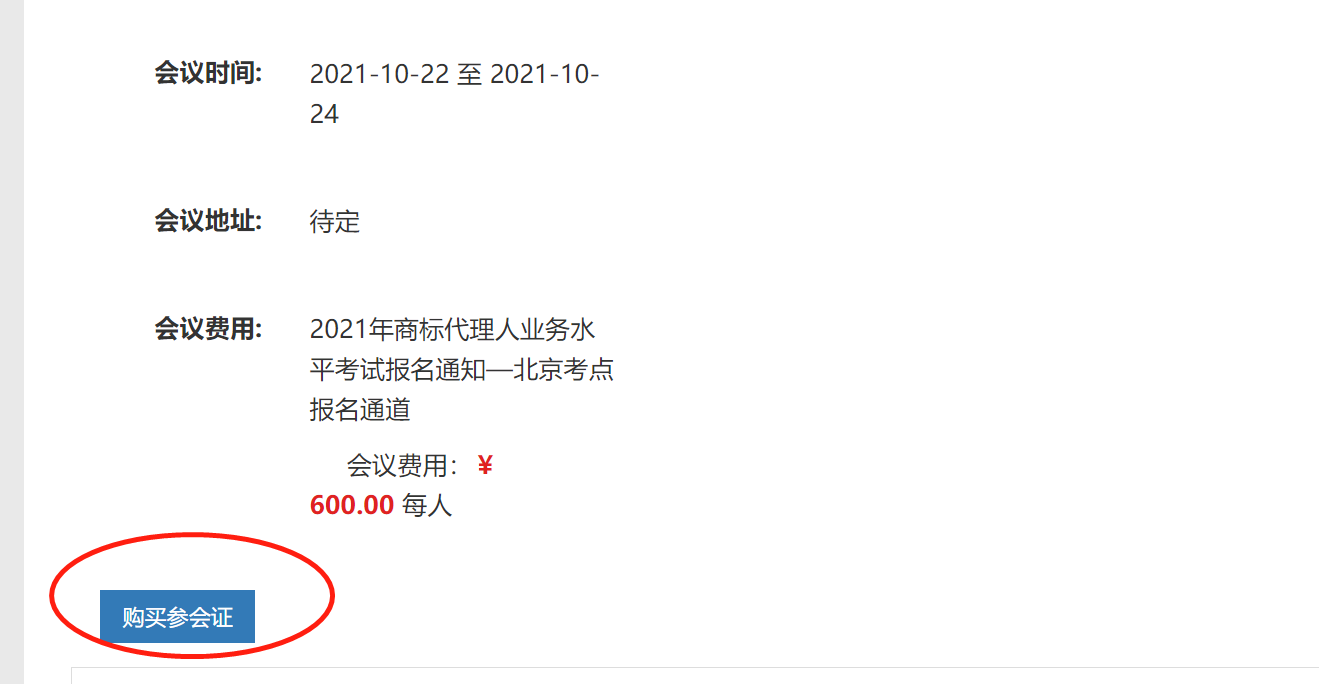 会议时间: 2021-10-22 至 2021-10-
24
会议地址: 待定
会议费用: 2021年商标代理人业务水
平考试报名通知—北京考点
报名通道
会议费用： ¥
600.00 每人
购买参会证